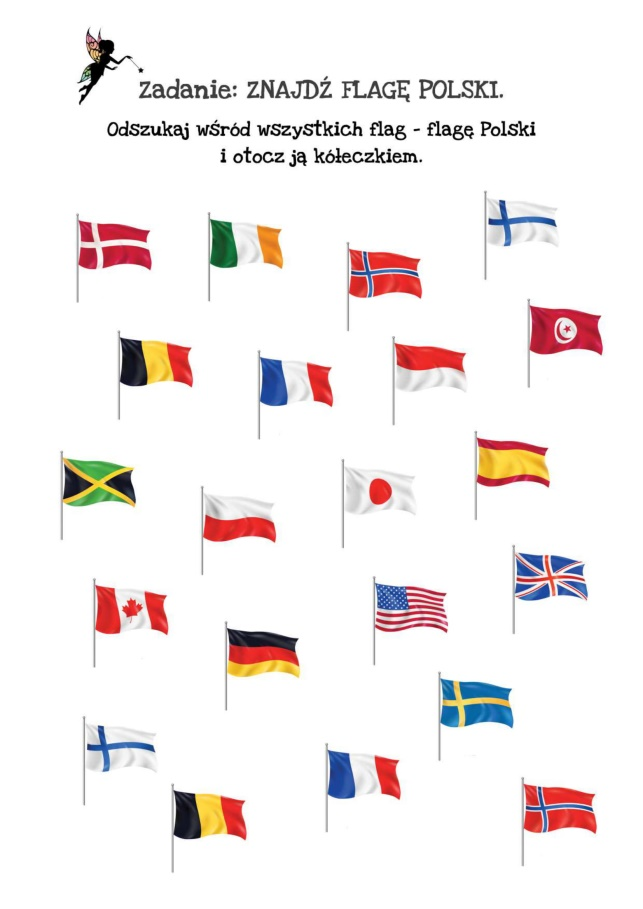 Zadanie: ZNAJDŹ FLAGĘ POLSKI.
Odszukaj wśród wszystkich flag - flagę Polski
i otocz ją kółeczkiem.